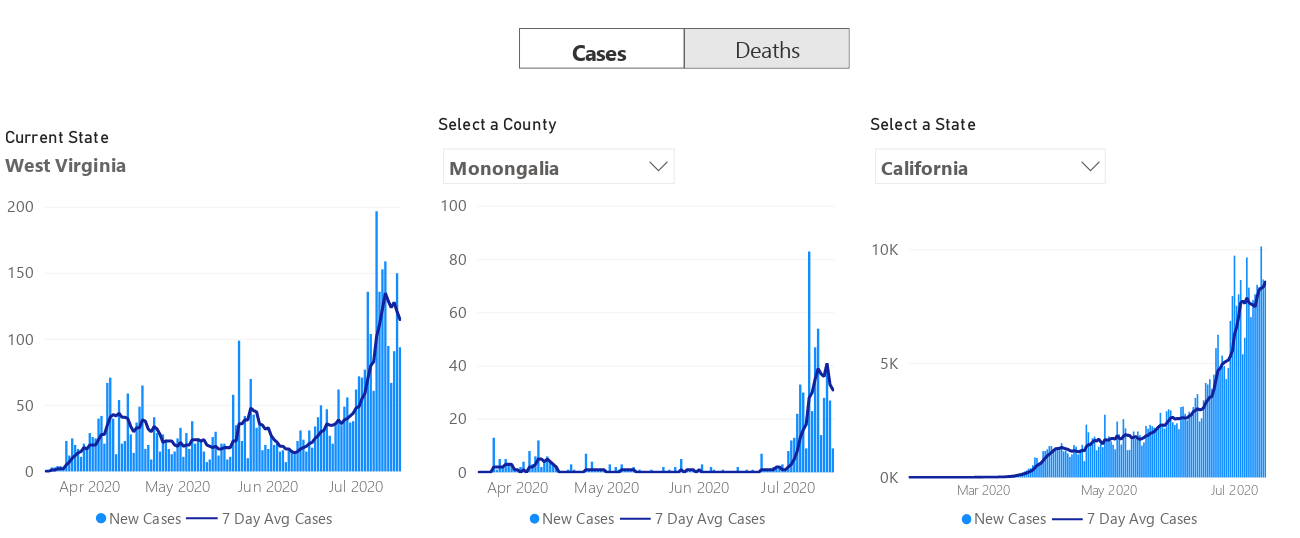 Cases
Deaths
Current State
West Virginia
200
150
100
50
0
Apr 2020 May 2020 Jun 2020 Jul 2020
New Cases 7 Day Avg Cases
Select a County
Monongalia
100
80
60
40
20
0
Apr 2020 May 2020 Jun 2020 Jul 2020
New Cases 7 Day Avg Cases
Select a State
California
10K
5K
0K
Mar 2020 May 2020 Jul 2020
New Cases 7 Day Avg Cases